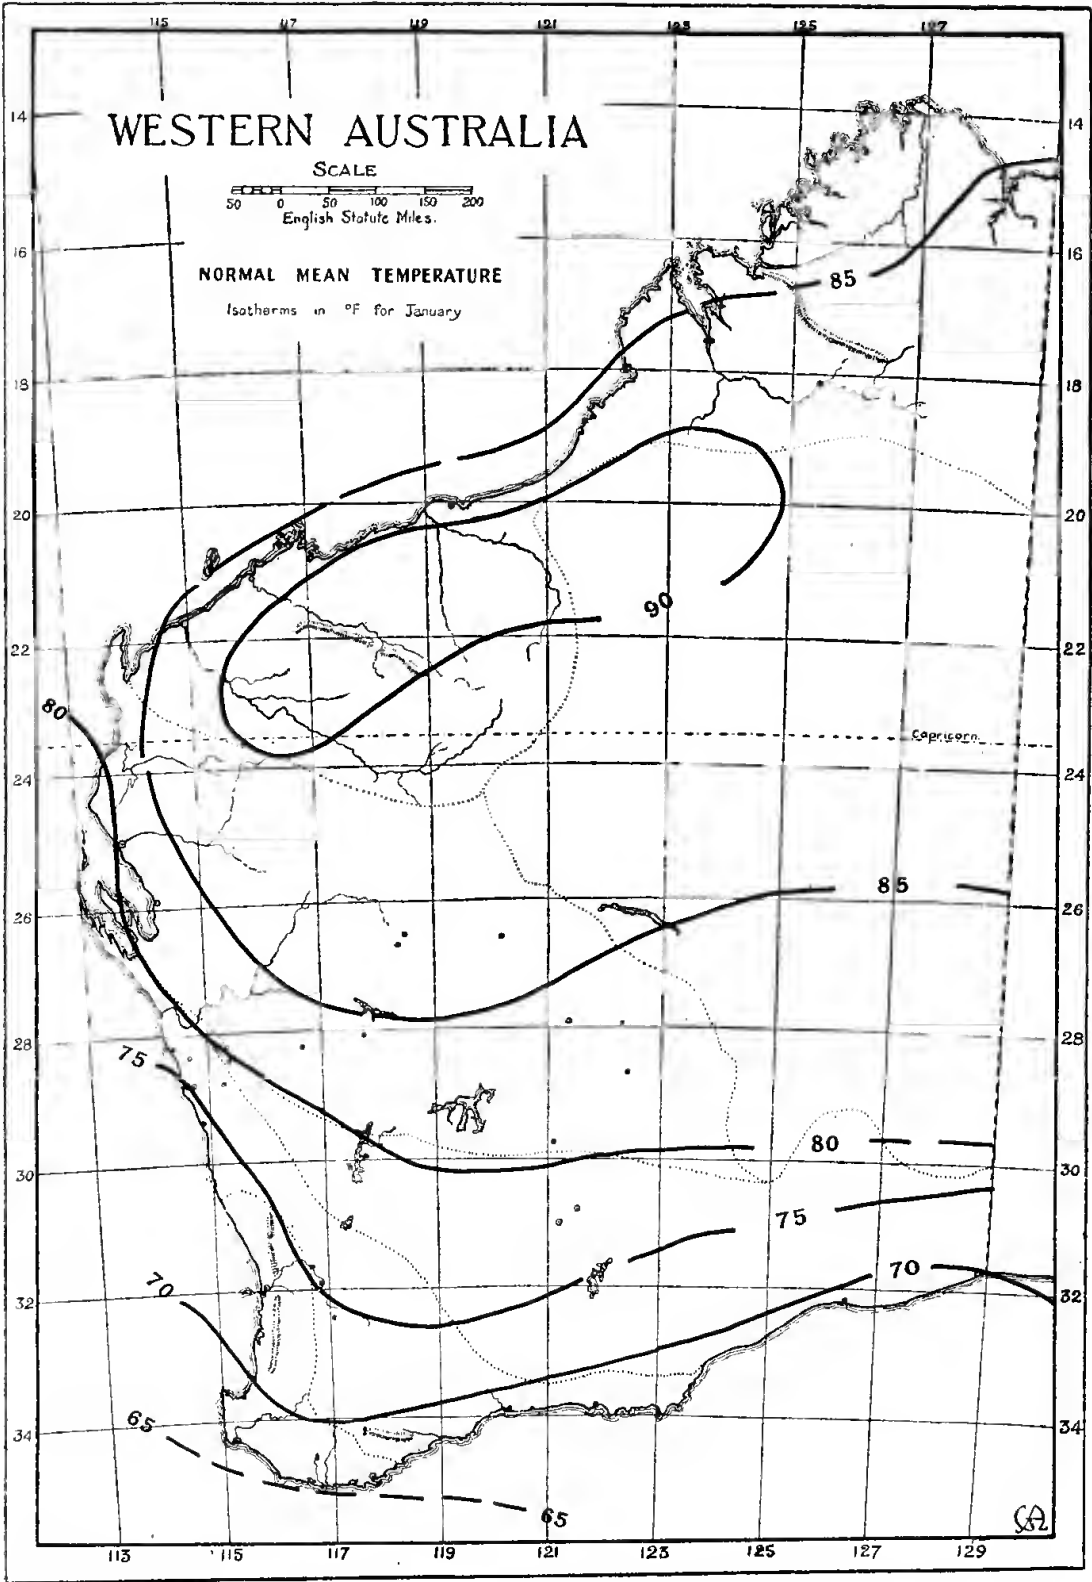 115 117 119 121 123 125 127
WESTERN AUSTRALIA
SCALE
50 0 50 100 150 200
English Statute Miles.
NORMAL MEAN TEMPERATURE
Isotherms in °F for January
14 14
16 16
85
18 18
20 20
90
22 22
80
Capricorn.
24 24
85
26 26
28 28
75
80
30 30
75
70
70
32 32
65
34 34
65
113 115 117 119 121 123 125 127 129